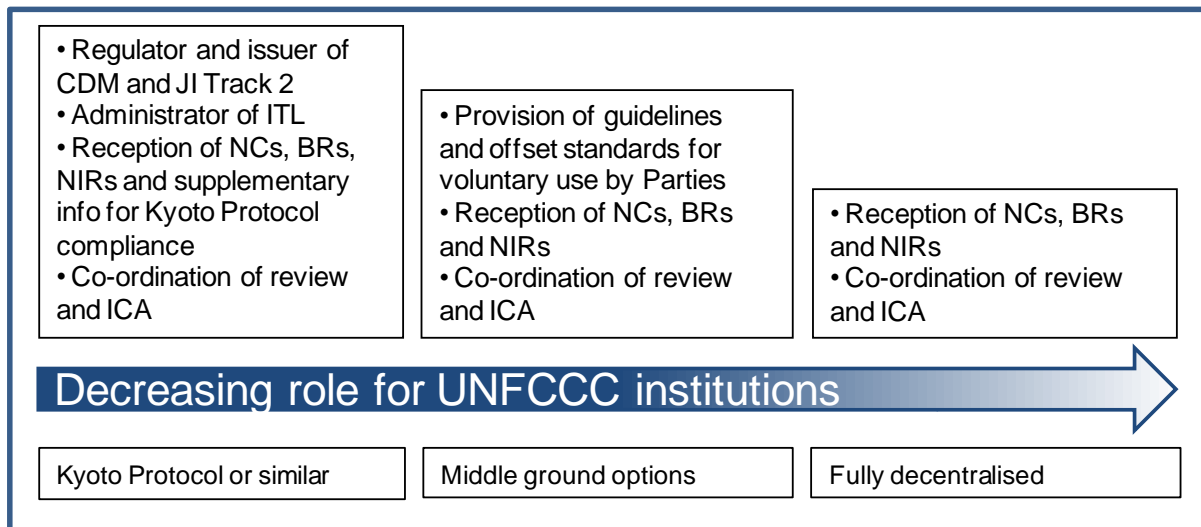 • Regulator and issuer of
CDM and JI Track 2
• Administrator of ITL
• Reception of NCs, BRs,
NIRs and supplementary
info for Kyoto Protocol
compliance
• Co-ordination of review
and ICA
• Provision of guidelines
and offset standards for
voluntary use by Parties
• Reception of NCs, BRs
and NIRs
• Co-ordination of review
and ICA
• Reception of NCs, BRs
and NIRs
• Co-ordination of review
and ICA
Decreasing role for UNFCCC institutions
Kyoto Protocol or similar
Middle ground options
Fully decentralised